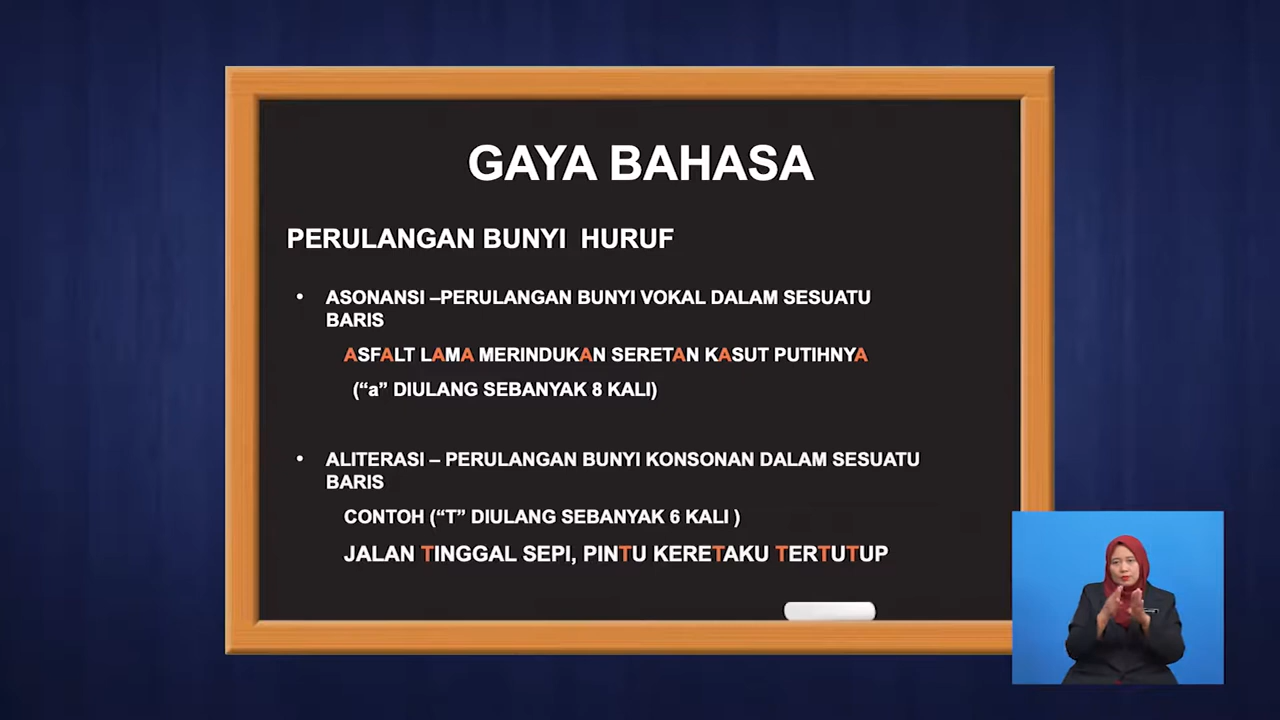 GAYA BAHASA
PERULANGAN BUNYI HURUF
• ASONANSI –PERULANGAN BUNYI VOKAL DALAM SESUATU
BARIS
ASFALT LAMA MERINDUKAN SERETAN KASUT PUTIHNYA
(“a” DIULANG SEBANYAK 8 KALI)
• ALITERASI – PERULANGAN BUNYI KONSONAN DALAM SESUATU
BARIS
CONTOH (“T” DIULANG SEBANYAK 6 KALI )
JALAN TINGGAL SEPI, PINTU KERETAKU TERTUTUP